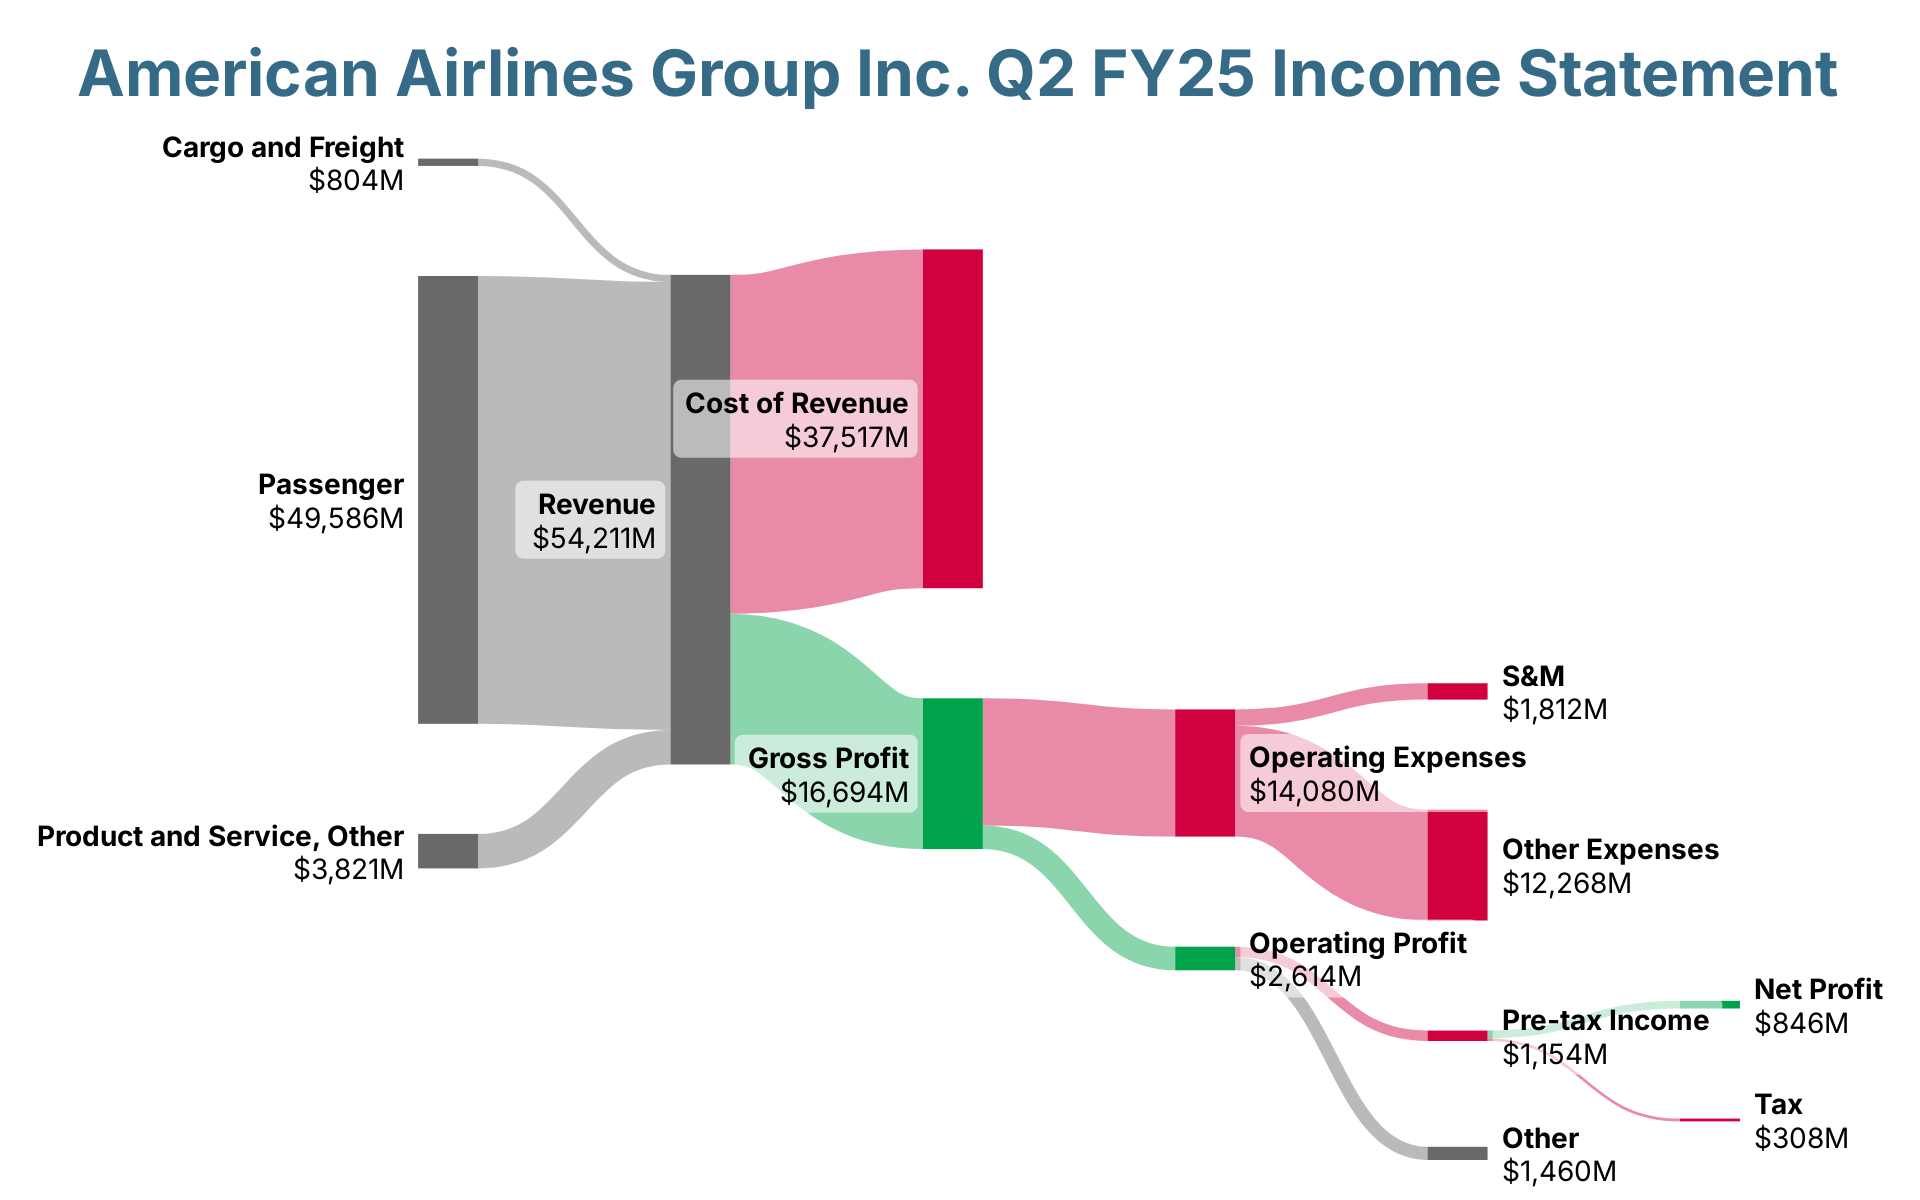 American Airlines Group Inc. Q2 FY25 Income Statement
Cargo and Freight
$804M
Passenger
$49,586M
Product and Service, Other
$3,821M
Revenue
$54,211M
Cost of Revenue
$37,517M
Gross Profit
$16,694M
S&M
$1,812M
Operating Expenses
$14,080M
Other Expenses
$12,268M
Operating Profit
$2,614M
Net Profit
$846M
Pre-tax Income
$1,154M
Tax
$308M
Other
$1,460M